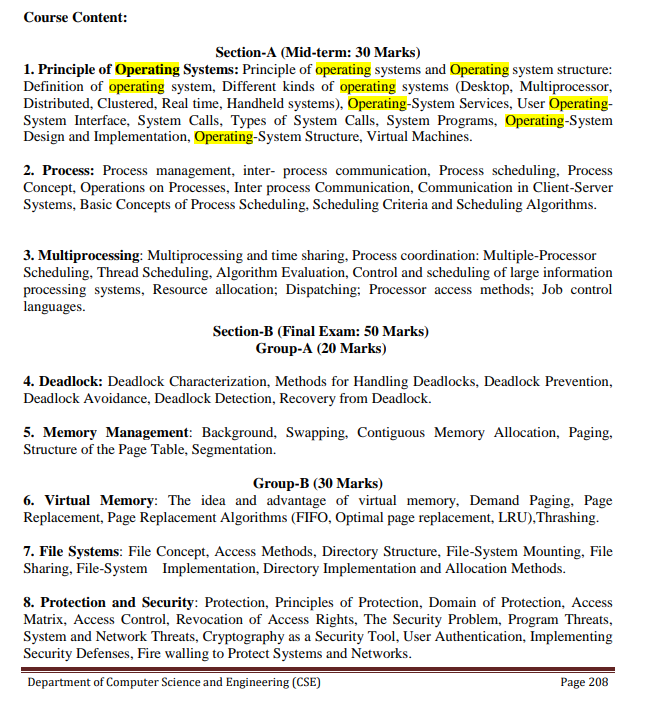 Course Content:
Section-A (Mid-term: 30 Marks)
1. Principle of Operating Systems: Principle of operating systems and Operating system structure:
Definition of operating system, Different kinds of operating systems (Desktop, Multiprocessor,
Distributed, Clustered, Real time, Handheld systems), Operating-System Services, User Operating-
System Interface, System Calls, Types of System Calls, System Programs, Operating-System
Design and Implementation, Operating-System Structure, Virtual Machines.
2. Process: Process management, inter- process communication, Process scheduling, Process
Concept, Operations on Processes, Inter process Communication, Communication in Client-Server
Systems, Basic Concepts of Process Scheduling, Scheduling Criteria and Scheduling Algorithms.
3. Multiprocessing: Multiprocessing and time sharing, Process coordination: Multiple-Processor
Scheduling, Thread Scheduling, Algorithm Evaluation, Control and scheduling of large information
processing systems, Resource allocation; Dispatching; Processor access methods; Job control
languages.
Section-B (Final Exam: 50 Marks)
Group-A (20 Marks)
4. Deadlock: Deadlock Characterization, Methods for Handling Deadlocks, Deadlock Prevention,
Deadlock Avoidance, Deadlock Detection, Recovery from Deadlock.
5. Memory Management: Background, Swapping, Contiguous Memory Allocation, Paging,
Structure of the Page Table, Segmentation.
Group-B (30 Marks)
6. Virtual Memory: The idea and advantage of virtual memory, Demand Paging, Page
Replacement, Page Replacement Algorithms (FIFO, Optimal page replacement, LRU),Thrashing.
7. File Systems: File Concept, Access Methods, Directory Structure, File-System Mounting, File
Sharing, File-System Implementation, Directory Implementation and Allocation Methods.
8. Protection and Security: Protection, Principles of Protection, Domain of Protection, Access
Matrix, Access Control, Revocation of Access Rights, The Security Problem, Program Threats,
System and Network Threats, Cryptography as a Security Tool, User Authentication, Implementing
Security Defenses, Fire walling to Protect Systems and Networks.
Department of Computer Science and Engineering (CSE) Page 208